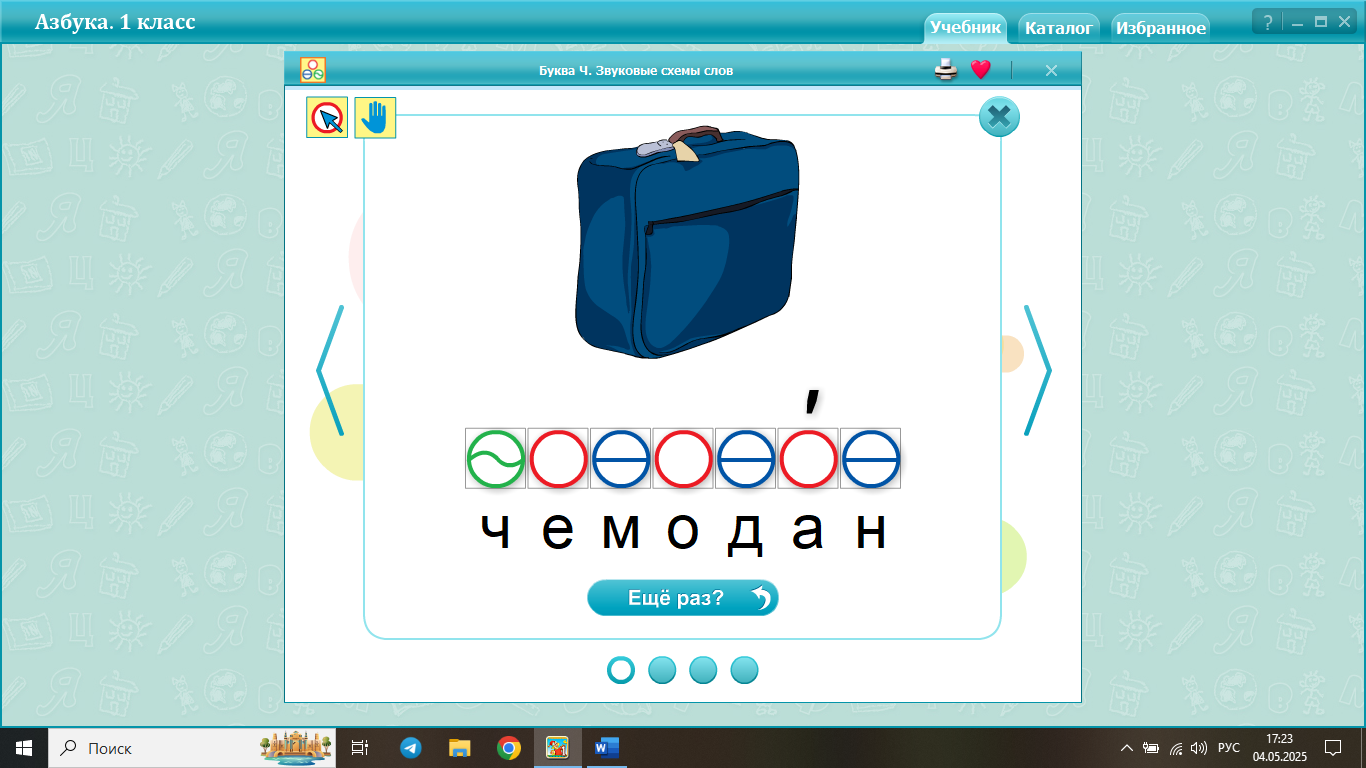 Азбука. 1 класс
Учебник Каталог Избранное
?
Буква Ч. Звуковые схемы слов
чемодан
Ещё раз?
Поиск
W
РУС
17:23
04.05.2025